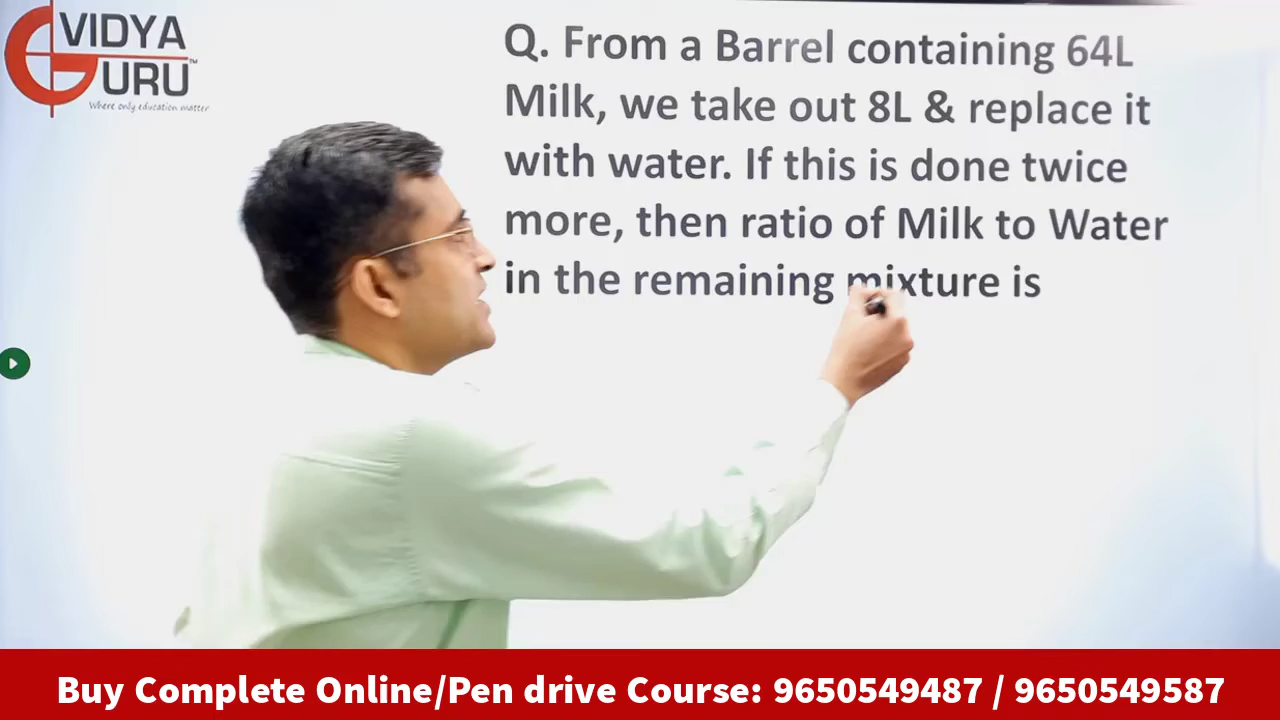 VIDYA
GURU™
Where only education matter
Q. From a Barrel containing 64L
Milk, we take out 8L & replace it
with water. If this is done twice
more, then ratio of Milk to Water
in the remaining mixture is
Buy Complete Online/Pen drive Course: 9650549487 / 9650549587